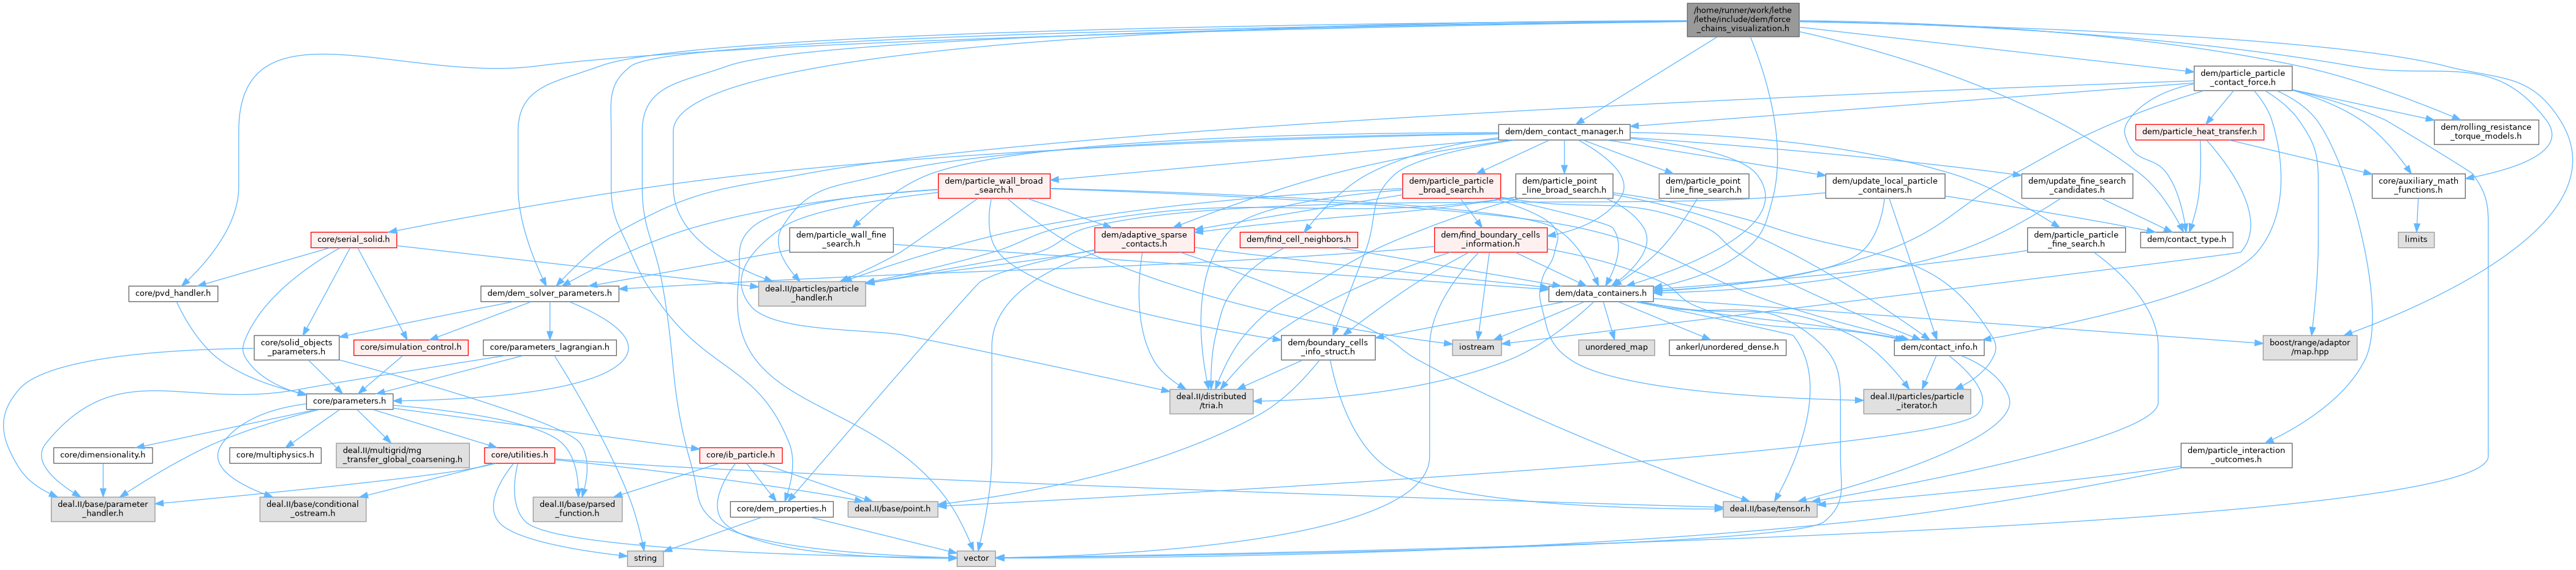 /home/runner/work/lethe
/lethe/include/dem/force
_chains_visualization.h
dem/particle_particle
_contact_force.h
dem/dem_contact_manager.h
dem/particle_heat_transfer.h
dem/rolling_resistance
_torque_models.h
dem/particle_wall_broad
_search.h
dem/particle_particle
_broad_search.h
dem/particle_point
_line_broad_search.h
dem/particle_point
_line_fine_search.h
dem/update_local_particle
_containers.h
dem/update_fine_search
_candidates.h
core/auxiliary_math
_functions.h
core/serial_solid.h
dem/particle_wall_fine
_search.h
dem/adaptive_sparse
_contacts.h
dem/find_cell_neighbors.h
dem/find_boundary_cells
_information.h
dem/particle_particle
_fine_search.h
dem/contact_type.h
limits
core/pvd_handler.h
dem/dem_solver_parameters.h
deal.II/particles/particle
_handler.h
dem/data_containers.h
core/solid_objects
_parameters.h
core/simulation_control.h
core/parameters_lagrangian.h
dem/boundary_cells
_info_struct.h
iostream
unordered_map
ankerl/unordered_dense.h
dem/contact_info.h
boost/range/adaptor
/map.hpp
core/parameters.h
deal.II/distributed
/tria.h
deal.II/particles/particle
_iterator.h
core/dimensionality.h
core/multiphysics.h
deal.II/multigrid/mg
_transfer_global_coarsening.h
core/utilities.h
core/ib_particle.h
dem/particle_interaction
_outcomes.h
deal.II/base/parameter
_handler.h
deal.II/base/conditional
_ostream.h
deal.II/base/parsed
_function.h
core/dem_properties.h
deal.II/base/point.h
deal.II/base/tensor.h
string
vector